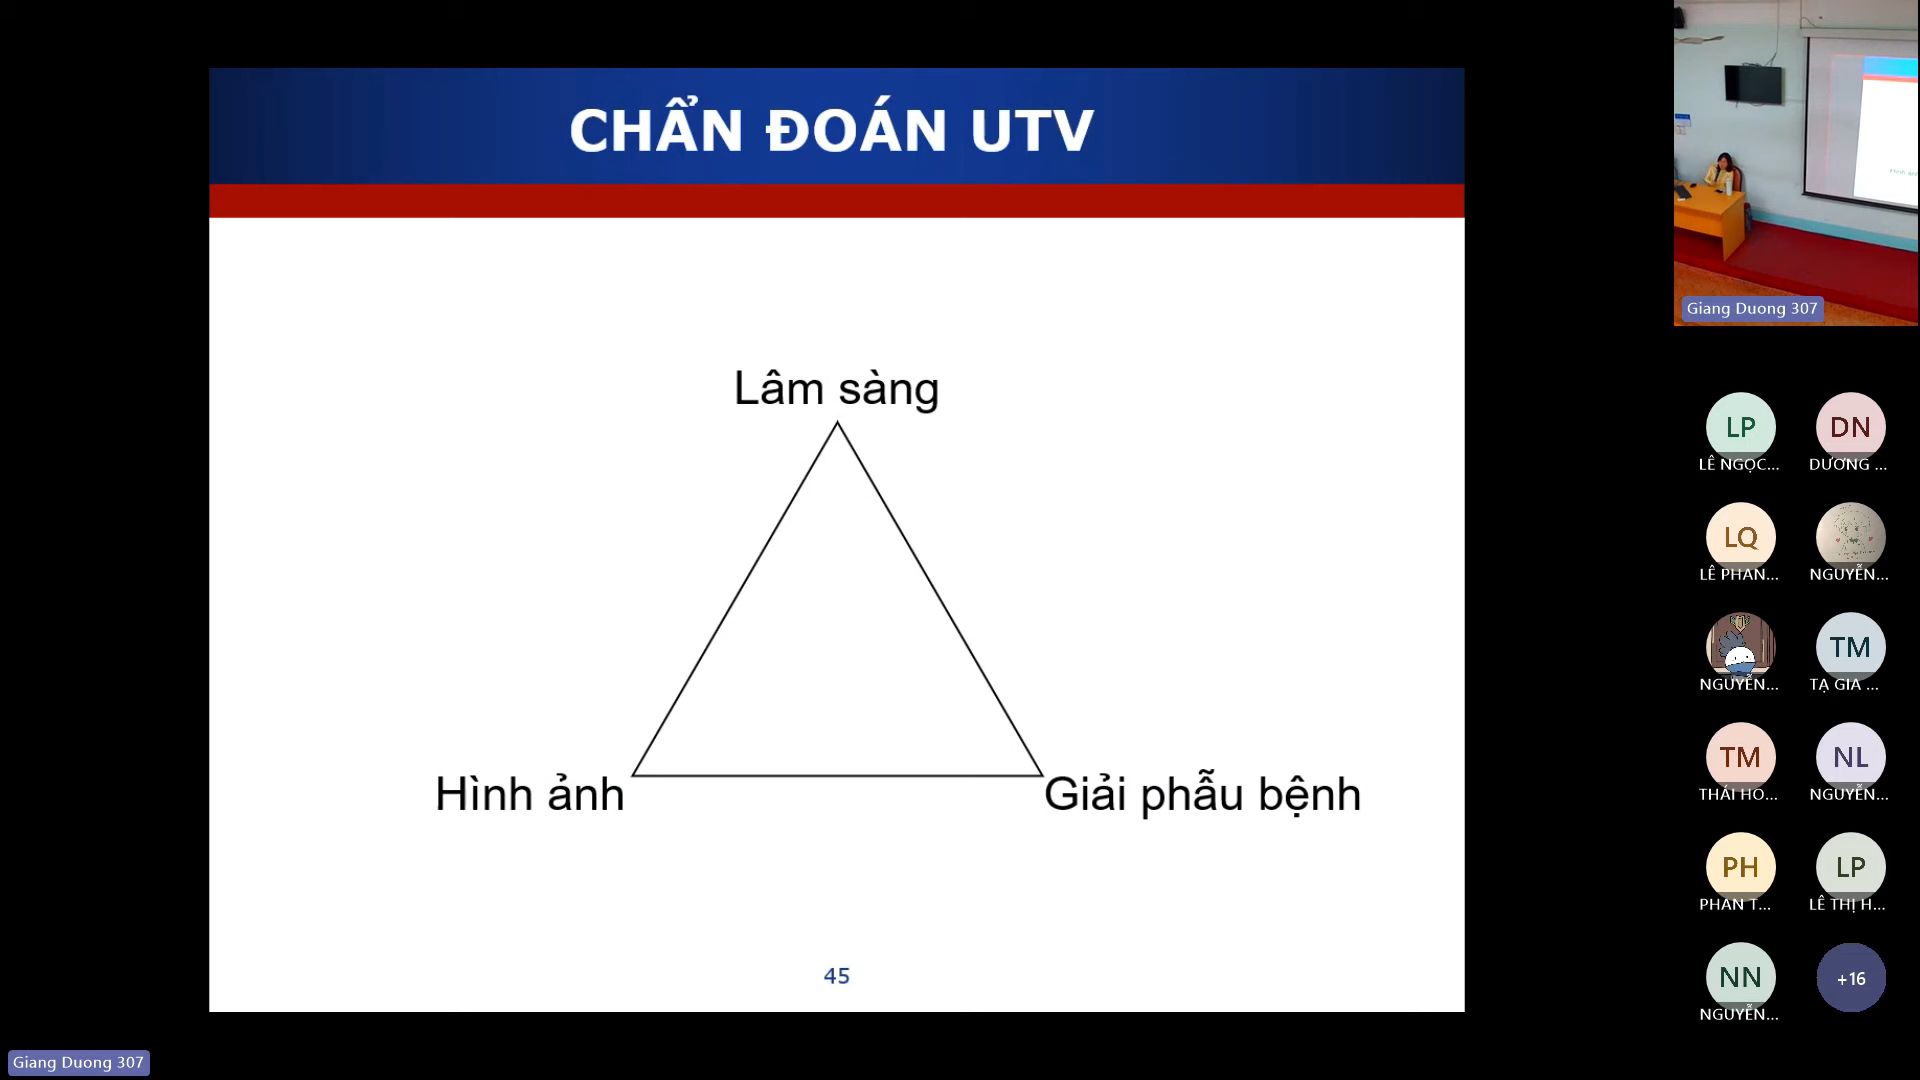 CHẨN ĐOÁN UTV
Lâm sàng
Hình ảnh
Giải phẫu bệnh
45
Giang Duong 307
Giang Duong 307
LP
LÊ NGỌC...
DN
DƯƠNG ...
LQ
LÊ PHAN...
NGUYỄN...
NGUYỄN...
TM
TẠ GIA ...
TM
THÁI HO...
NL
NGUYỄN...
PH
PHAN T...
LP
LÊ THỊ H...
NN
NGUYỄN...
+16